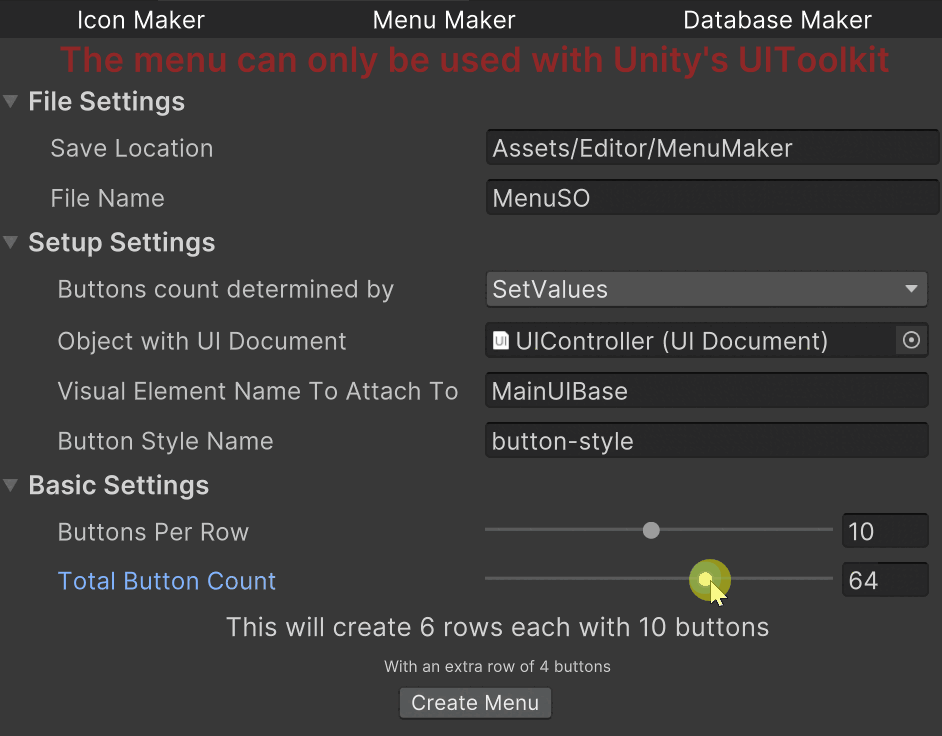 Icon Maker Menu Maker Database Maker
The menu can only be used with Unity's UIToolkit
File Settings
Save Location Assets/Editor/MenuMaker
File Name MenuSO
Setup Settings
Buttons count determined by SetValues
Object with UI Document UIController (UI Document)
Visual Element Name To Attach To MainUIBase
Button Style Name button-style
Basic Settings
Buttons Per Row 10
Total Button Count 64
This will create 6 rows each with 10 buttons
With an extra row of 4 buttons
Create Menu